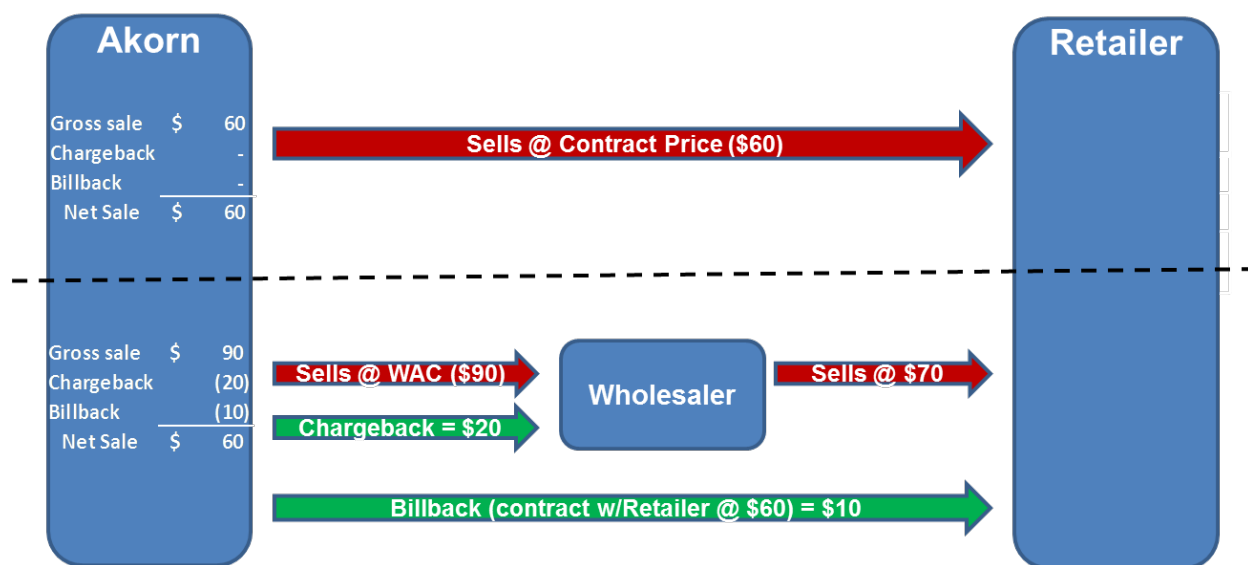 Akorn
Retailer
Gross sale $ 60
Chargeback -
Billback -
Net Sale $ 60
Sells @ Contract Price ($60)
Gross sale $ 90
Chargeback (20)
Billback (10)
Net Sale $ 60
Sells @ WAC ($90)
Chargeback = $20
Wholesaler
Sells @ $70
Billback (contract w/Retailer @ $60) = $10